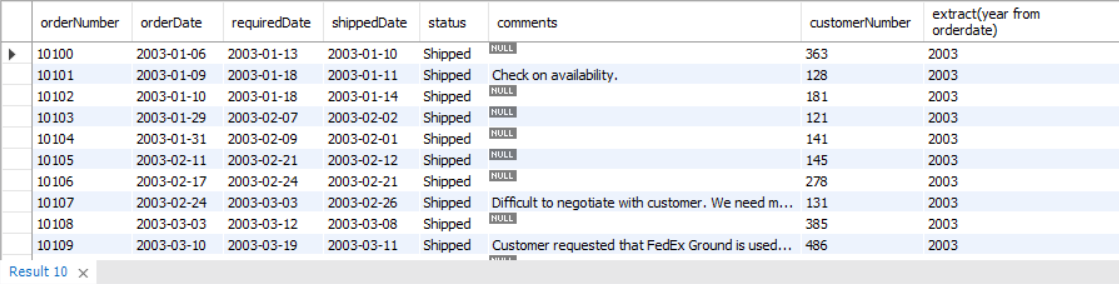 orderNumber orderDate requiredDate shippedDate status comments customerNumber extract(year from
orderdate)
10100 2003-01-06 2003-01-13 2003-01-10 Shipped NULL 363 2003
10101 2003-01-09 2003-01-18 2003-01-11 Shipped Check on availability. 128 2003
10102 2003-01-10 2003-01-18 2003-01-14 Shipped NULL 181 2003
10103 2003-01-29 2003-02-07 2003-02-02 Shipped NULL 121 2003
10104 2003-01-31 2003-02-09 2003-02-01 Shipped NULL 141 2003
10105 2003-02-11 2003-02-21 2003-02-12 Shipped NULL 145 2003
10106 2003-02-17 2003-02-24 2003-02-21 Shipped NULL 278 2003
10107 2003-02-24 2003-03-03 2003-02-26 Shipped Difficult to negotiate with customer. We need m... 131 2003
10108 2003-03-03 2003-03-12 2003-03-08 Shipped NULL 385 2003
10109 2003-03-10 2003-03-19 2003-03-11 Shipped Customer requested that FedEx Ground is used... 486 2003
NULL
Result 10 ×